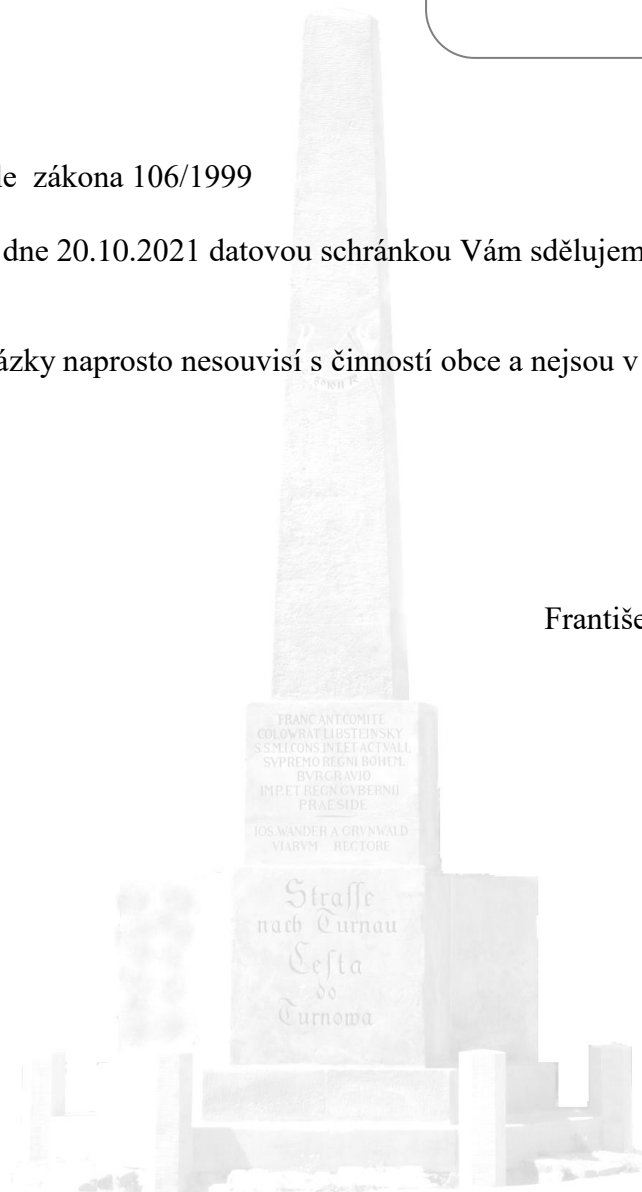 le zákona 106/1999
dne 20.10.2021 datovou schránkou Vám sdělujem
ázky naprosto nesouvisí s činností obce a nejsou v
Františe
FRANC ANT.COMITE
COLOWRAT LIBSTEINSKY
S.S.M.I.CONS INT.ET ACTVALI.
SVPREMO REGNI BOHEM.
BVRGRAVIO
IMP.ET REGN.GVBERNII
PRAESIDE
JOS WANDER A GRVNWALD
VIARVM RECTORE
Straſſe
nach Turnau
Ceſta
do
Turnowa